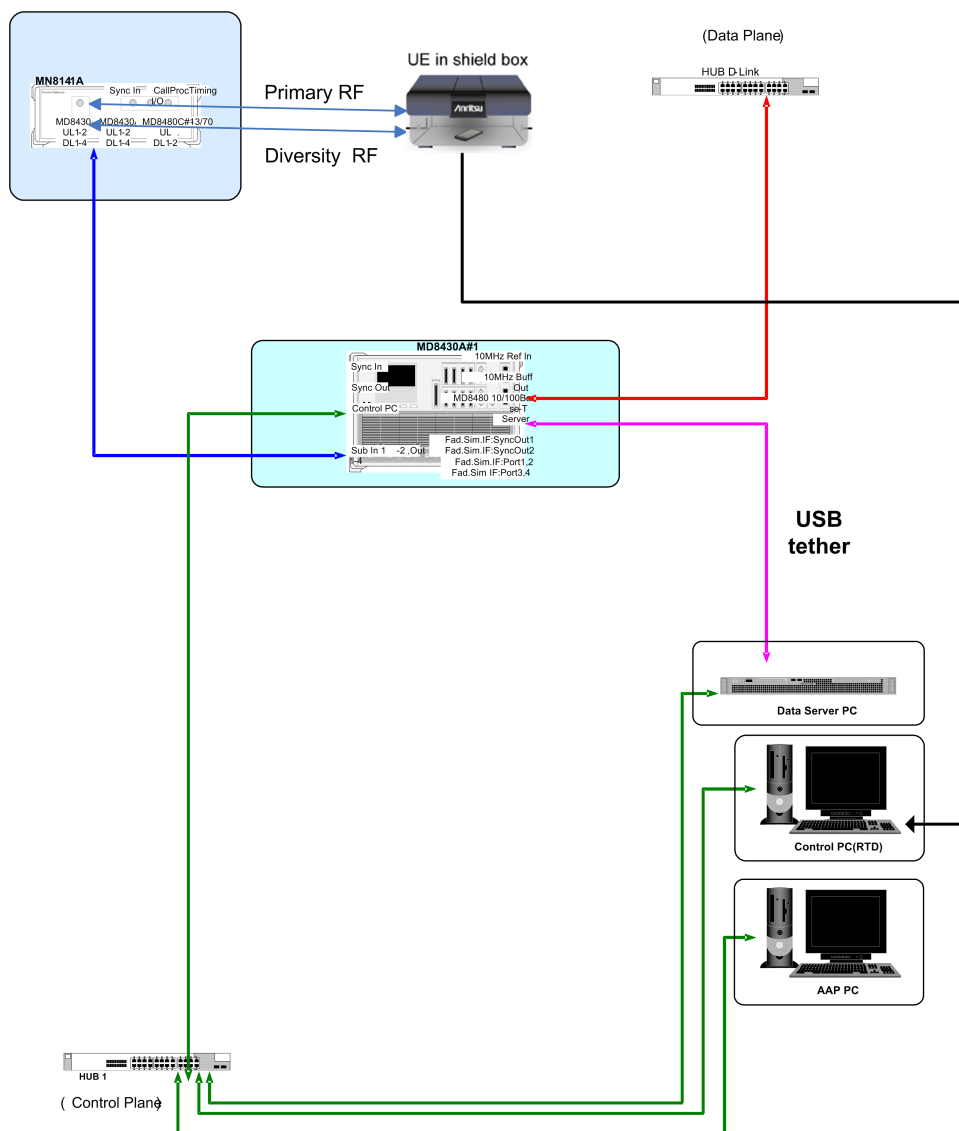 (Data Plane)
UE in shield box
HUB D-Link
MN8141A
Sync In
CallProcTiming
I/O
Primary RF
/inritsu
MD8430
MD8430/
MD8480C#13/70
UL1-2
UL1-2
UL
DL1-4
DL1-4
DL1-2
Diversity RF
MD8430A#1
10MHz Ref In
Sync In
10MHz Buff
Out
Sync Out
MD8480 10/100Ba
se-T
Control PC
Server
Fad.Sim.IF:SyncOut1
Sub In 1 -2 ,Out
Fad.Sim.IF:SyncOut2
1-4
Fad.Sim.IF:Port1,2
Fad.Sim IF:Port3,4
USB
tether
Data Server PC
Control PC(RTD)
AAP PC
HUB 1
( Control Plane)